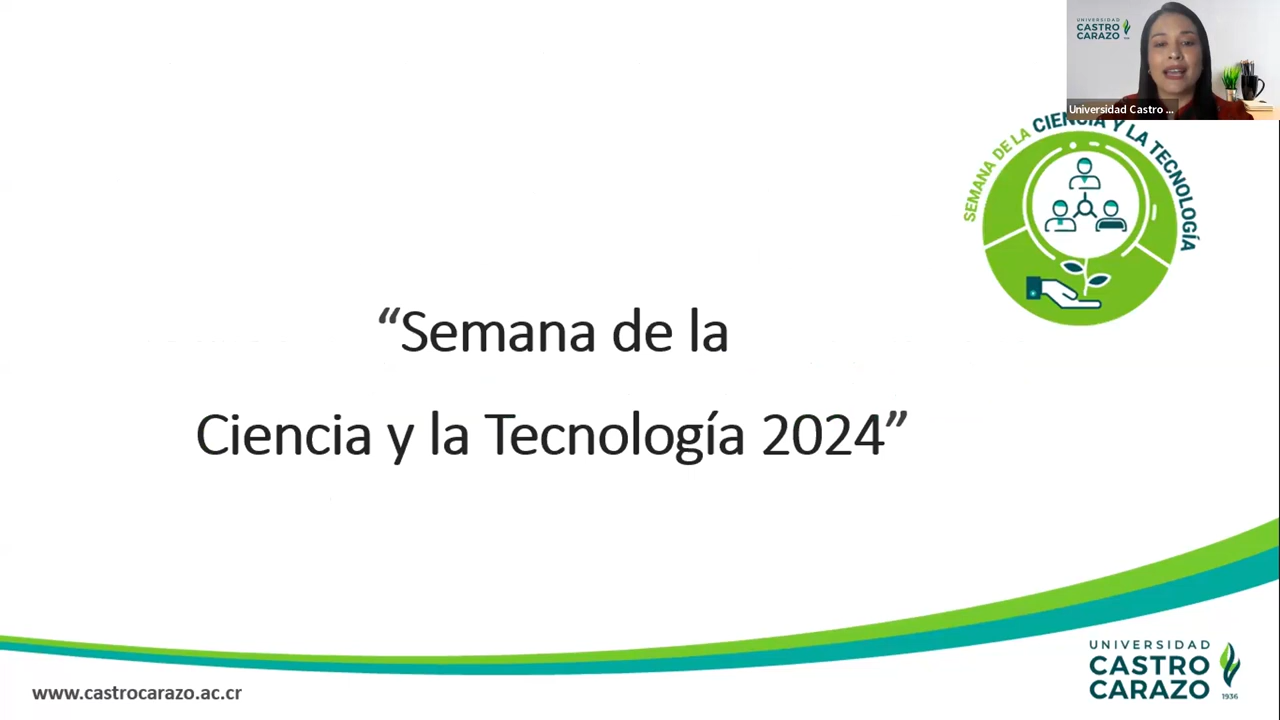 UNIVERSIDAD
CASTRO
CARAZO
Universidad Castro ...
SEMANA DE LA CIENCIA Y LA TECNOLOGÍA
“Semana de la
Ciencia y la Tecnología 2024”
www.castrocarazo.ac.cr
UNIVERSIDAD
CASTRO
CARAZO
1936